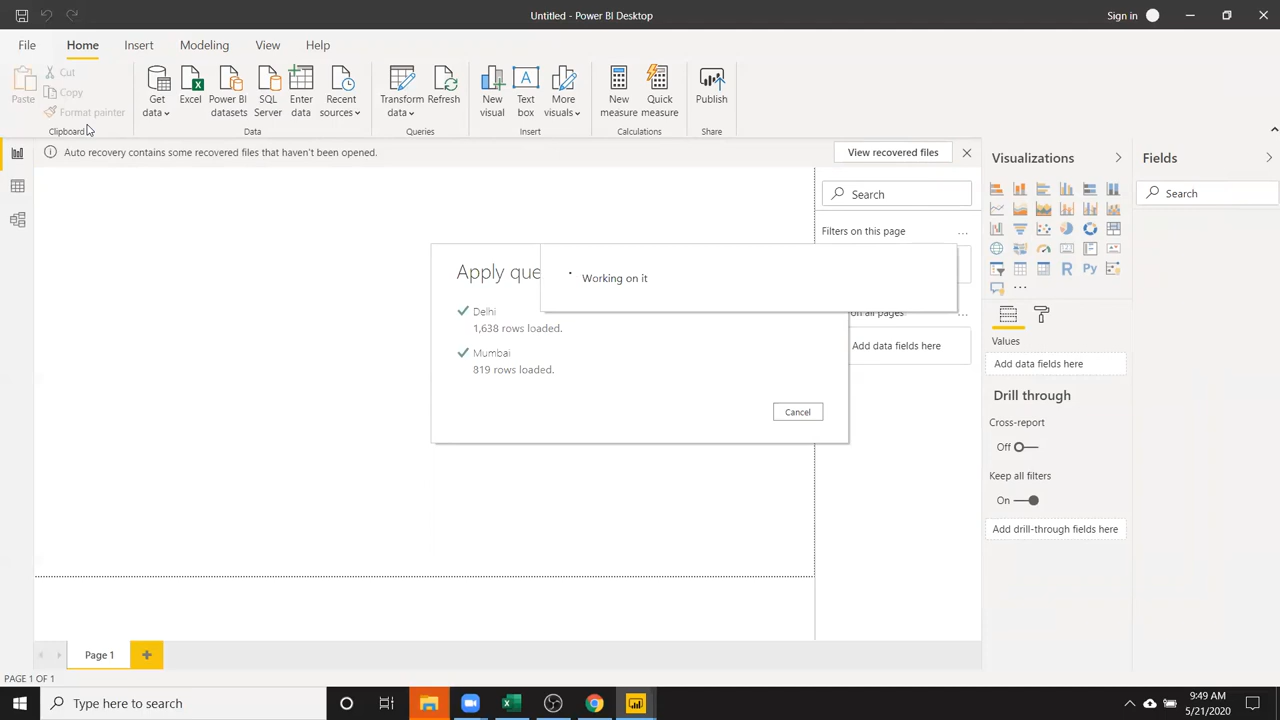 Untitled - Power BI Desktop
Sign in
File
Home
Insert
Modeling
View
Help
Paste
Cut
Copy
Format painter
Clipboard
Get data
Excel
Power BI datasets
SQL Server
Enter data
Recent sources
Data
Transform data
Refresh
Queries
New visual
Text box
More visuals
Insert
New measure
Quick measure
Calculations
Publish
Share
Auto recovery contains some recovered files that haven't been opened.
View recovered files
Search
Filters on this page
on all pages
Add data fields here
Apply que
Working on it
Delhi
1,638 rows loaded.
Mumbai
819 rows loaded.
Cancel
Visualizations
R
Py
Values
Add data fields here
Drill through
Cross-report
Off
Keep all filters
On
Add drill-through fields here
Fields
Search
Page 1
PAGE 1 OF 1
Type here to search
9:49 AM
5/21/2020